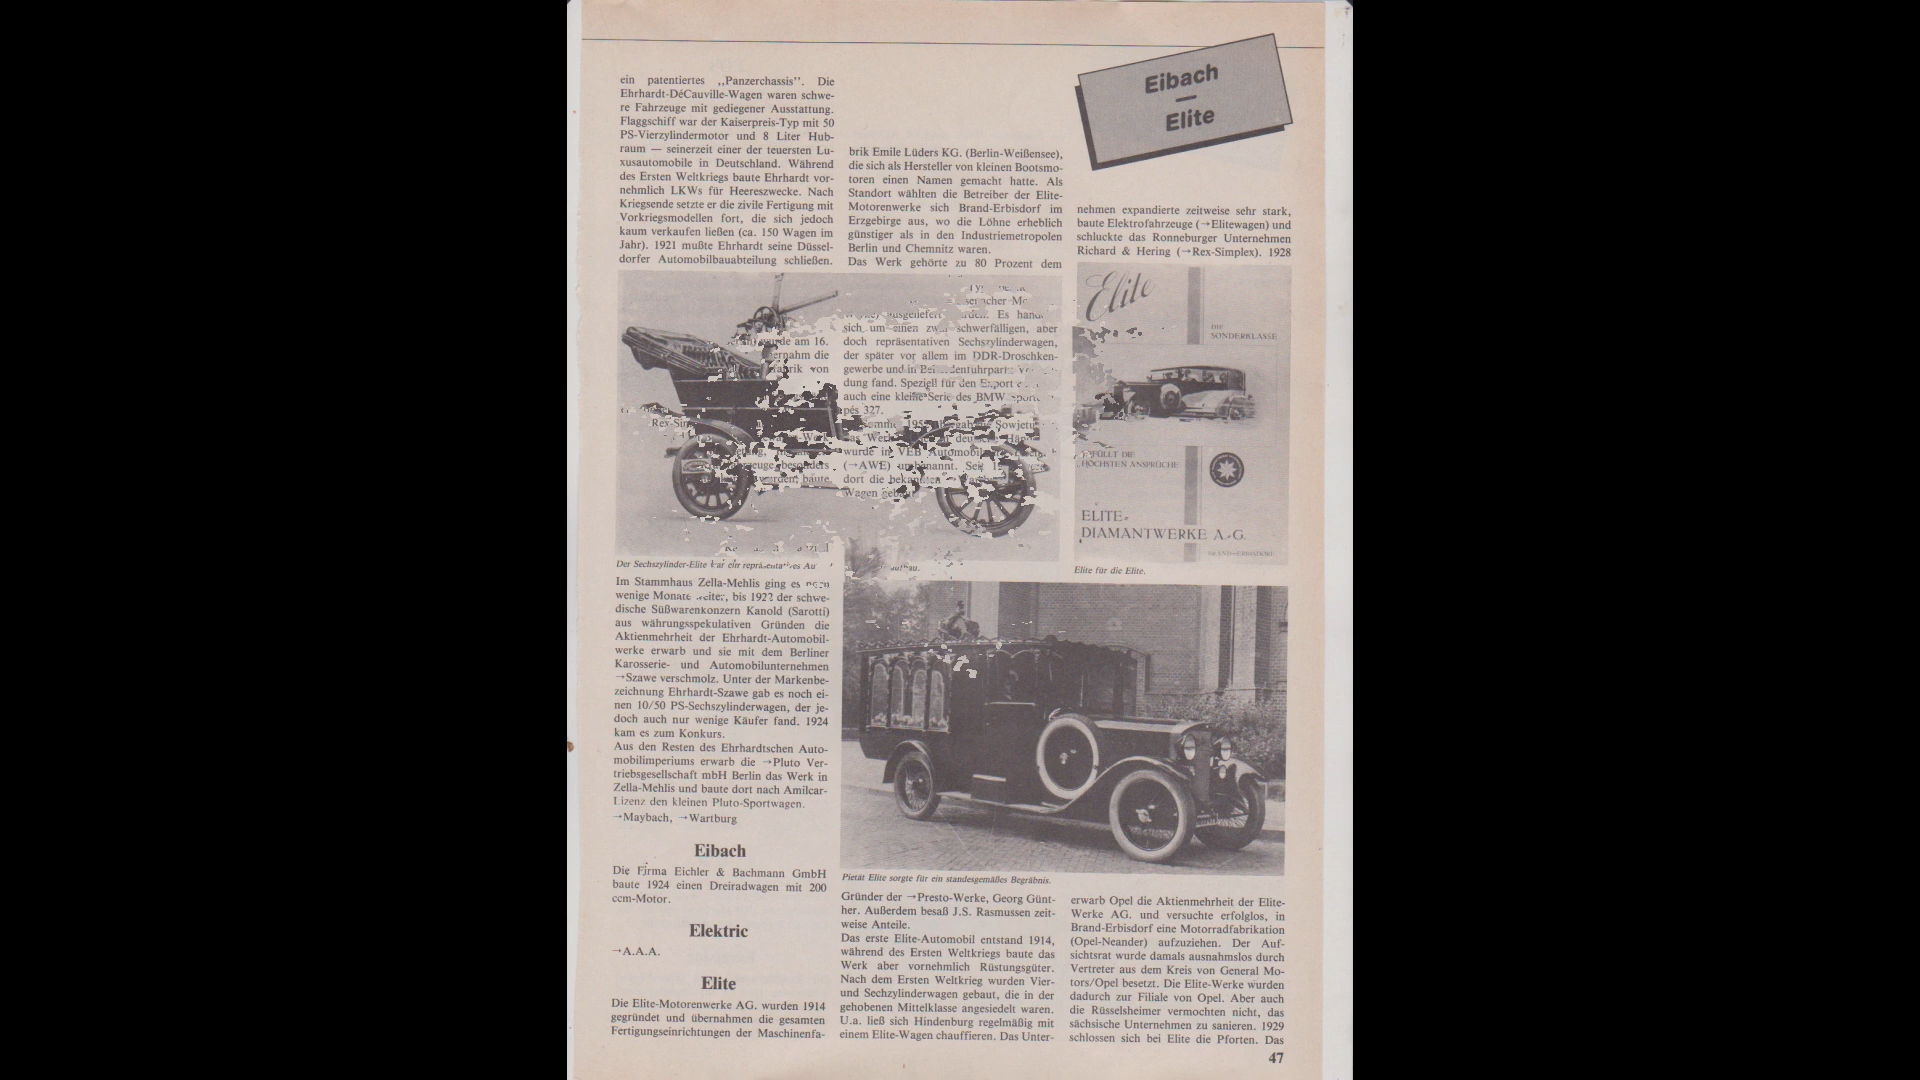 Eibach
—
Elite
ein patentiertes ,,Panzerchassis''. Die
Ehrhardt-DéCauville-Wagen waren schwe-
re Fahrzeuge mit gediegener Ausstattung.
Flaggschiff war der Kaiserpreis-Typ mit 50
PS-Vierzylindermotor und 8 Liter Hub-
raum — seinerzeit einer der teuersten Lu-
xusautomobile in Deutschland. Während
des Ersten Weltkriegs baute Ehrhardt vor-
nehmlich LKWs für Heereszwecke. Nach
Kriegsende setzte er die zivile Fertigung mit
Vorkriegsmodellen fort, die sich jedoch
kaum verkaufen ließen (ca. 150 Wagen im
Jahr). 1921 mußte Ehrhardt seine Düssel-
dorfer Automobilbauabteilung schließen.
am 16.
ernahm die
von
besonders
baute
Der Sechszylinder-Elite war ein
Im Stammhaus Zella-Mehlis ging es
wenige Monate weiter, bis 1922 der schwe-
dische Süßwarenkonzern Kanold (Sarotti)
aus währungsspekulativen Gründen die
Aktienmehrheit der Ehrhardt-Automobil-
werke erwarb und sie mit dem Berliner
Karosserie- und Automobilunternehmen
→Szawe verschmolz. Unter der Markenbe-
zeichnung Ehrhardt-Szawe gab es noch ei-
nen 10/50 PS-Sechszylinderwagen, der je-
doch auch nur wenige Käufer fand. 1924
kam es zum Konkurs.
Aus den Resten des Ehrhardtschen Auto-
mobilimperiums erwarb die →Pluto Ver-
triebsgesellschaft mbH Berlin das Werk in
Zella-Mehlis und baute dort nach Amilcar-
Lizenz den kleinen Pluto-Sportwagen.
→Maybach, →Wartburg
Eibach
Die Firma Eichler & Bachmann GmbH
baute 1924 einen Dreiradwagen mit 200
ccm-Motor.
Elektric
→A.A.A.
Elite
Die Elite-Motorenwerke AG. wurden 1914
gegründet und übernahmen die gesamten
Fertigungseinrichtungen der Maschinenfa-
brik Emile Lüders KG. (Berlin-Weißensee),
die sich als Hersteller von kleinen Bootsmo-
toren einen Namen gemacht hatte. Als
Standort wählten die Betreiber der Elite-
Motorenwerke sich Brand-Erbisdorf im
Erzgebirge aus, wo die Löhne erheblich
günstiger als in den Industriemetropolen
Berlin und Chemnitz waren.
Das Werk gehörte zu 80 Prozent dem
ausgeliefert Es
sich um einen schwerfälligen, aber
doch repräsentativen Sechszylinderwagen,
der später vor allem im DDR-Droschken-
gewerbe und in
dung fand. Speziell für den Export
auch eine kleine Serie des BMW
pés 327.
wurde in VEB
(→AWE) umbenannt. Seit
dort die bekannten
Wagen
Pietät Elite sorgte für ein standesgemäßes Begräbnis.
Gründer der →Presto-Werke, Georg Günt-
her. Außerdem besaß J.S. Rasmussen zeit-
weise Anteile.
Das erste Elite-Automobil entstand 1914,
während des Ersten Weltkriegs baute das
Werk aber vornehmlich Rüstungsgüter.
Nach dem Ersten Weltkrieg wurden Vier-
und Sechzylinderwagen gebaut, die in der
gehobenen Mittelklasse angesiedelt waren.
U.a. ließ sich Hindenburg regelmäßig mit
einem Elite-Wagen chauffieren. Das Unter-
nehmen expandierte zeitweise sehr stark,
baute Elektrofahrzeuge (→Elitewagen) und
schluckte das Ronneburger Unternehmen
Richard & Hering (→Rex-Simplex). 1928
Elite
DIE
SONDERKLASSE
ERFÜLLT DIE
HÖCHSTEN ANSPRÜCHE
ELITE-
DIAMANTWERKE A.-G.
BRAND-ERBISDORF
Elite für die Elite.
erwarb Opel die Aktienmehrheit der Elite-
Werke AG. und versuchte erfolglos, in
Brand-Erbisdorf eine Motorradfabrikation
(Opel-Neander) aufzuziehen. Der Auf-
sichtsrat wurde damals ausnahmslos durch
Vertreter aus dem Kreis von General Mo-
tors/Opel besetzt. Die Elite-Werke wurden
dadurch zur Filiale von Opel. Aber auch
die Rüsselsheimer vermochten nicht, das
sächsische Unternehmen zu sanieren. 1929
schlossen sich bei Elite die Pforten. Das
47